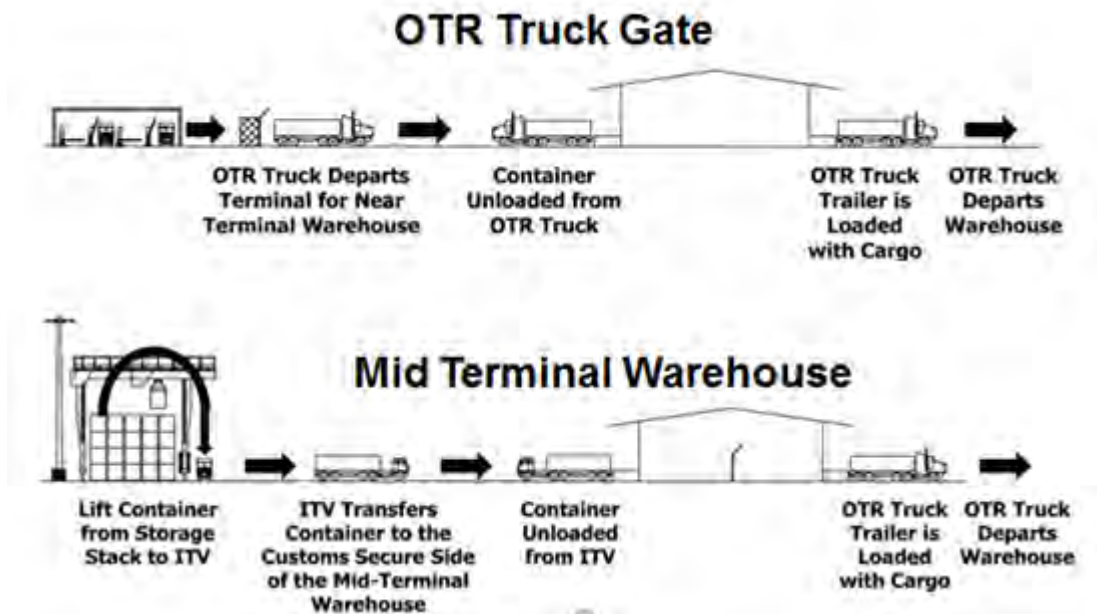 OTR Truck Gate
OTR Truck Departs
Terminal for Near
Terminal Warehouse
Container
Unloaded from
OTR Truck
OTR Truck
Trailer is
Loaded
with Cargo
OTR Truck
Departs
Warehouse
Mid Terminal Warehouse
Lift Container
from Storage
Stack to ITV
ITV Transfers
Container to the
Customs Secure Side
of the Mid-Terminal
Warehouse
Container
Unloaded
from ITV
OTR Truck
Trailer is
Loaded
with Cargo
OTR Truck
Departs
Warehouse